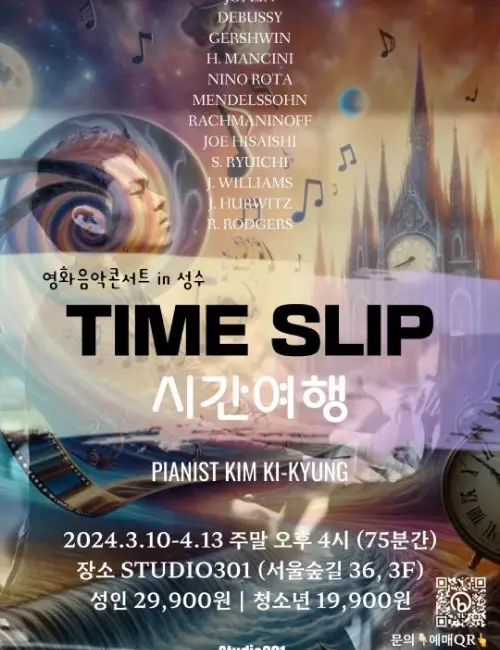 JOPLIN
DEBUSSY
GERSHWIN
H. MANCINI
NINO ROTA
MENDELSSOHN
RACHMANINOFF
JOE HISAISHI
S. RYUICHI
J. WILLIAMS
J. HURWITZ
R. RODGERS
영화음악콘서트 in 성수
TIME SLIP
시간여행
PIANIST KIM KI-KYUNG
2024.3.10-4.13 주말 오후 4시 (75분간)
장소 STUDIO301 (서울숲길 36, 3F)
성인 29,900원 | 청소년 19,900원
문의👇예매QR👆
Studio301